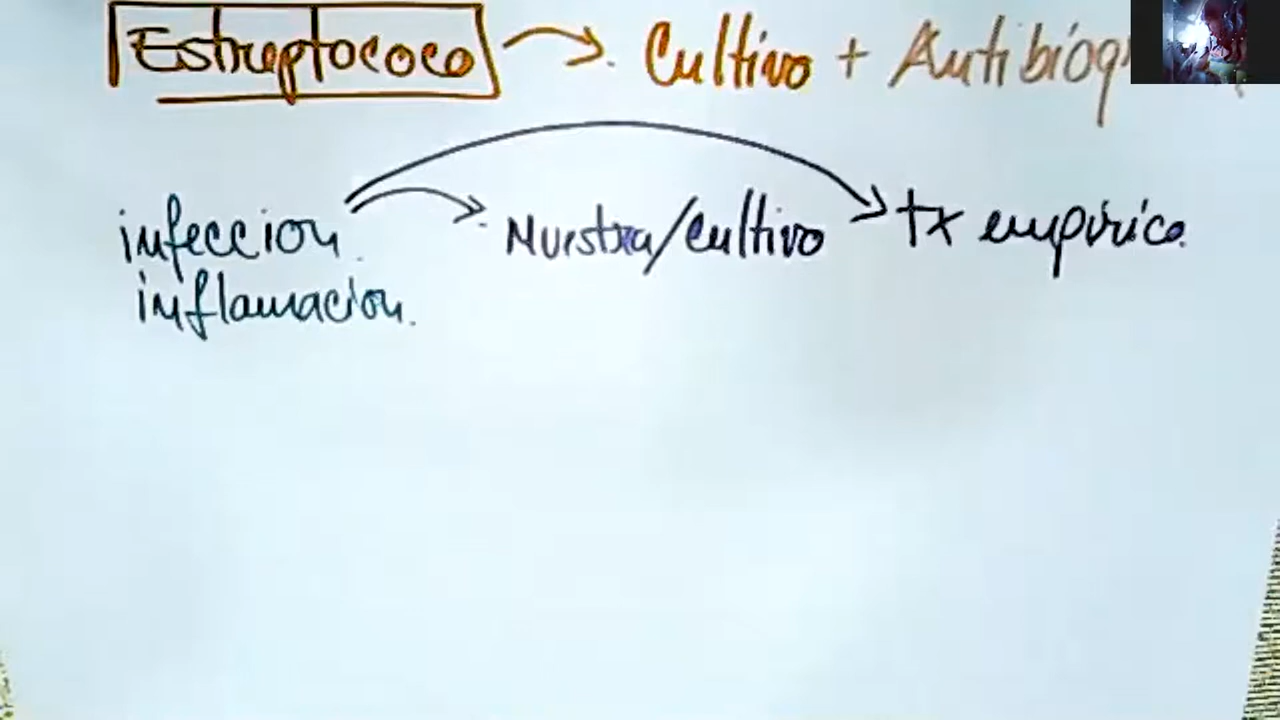 Estreptococo → Cultivo + Antibiog
infeccion → Muestra/Cultivo → tx empírico.
inflamacion.